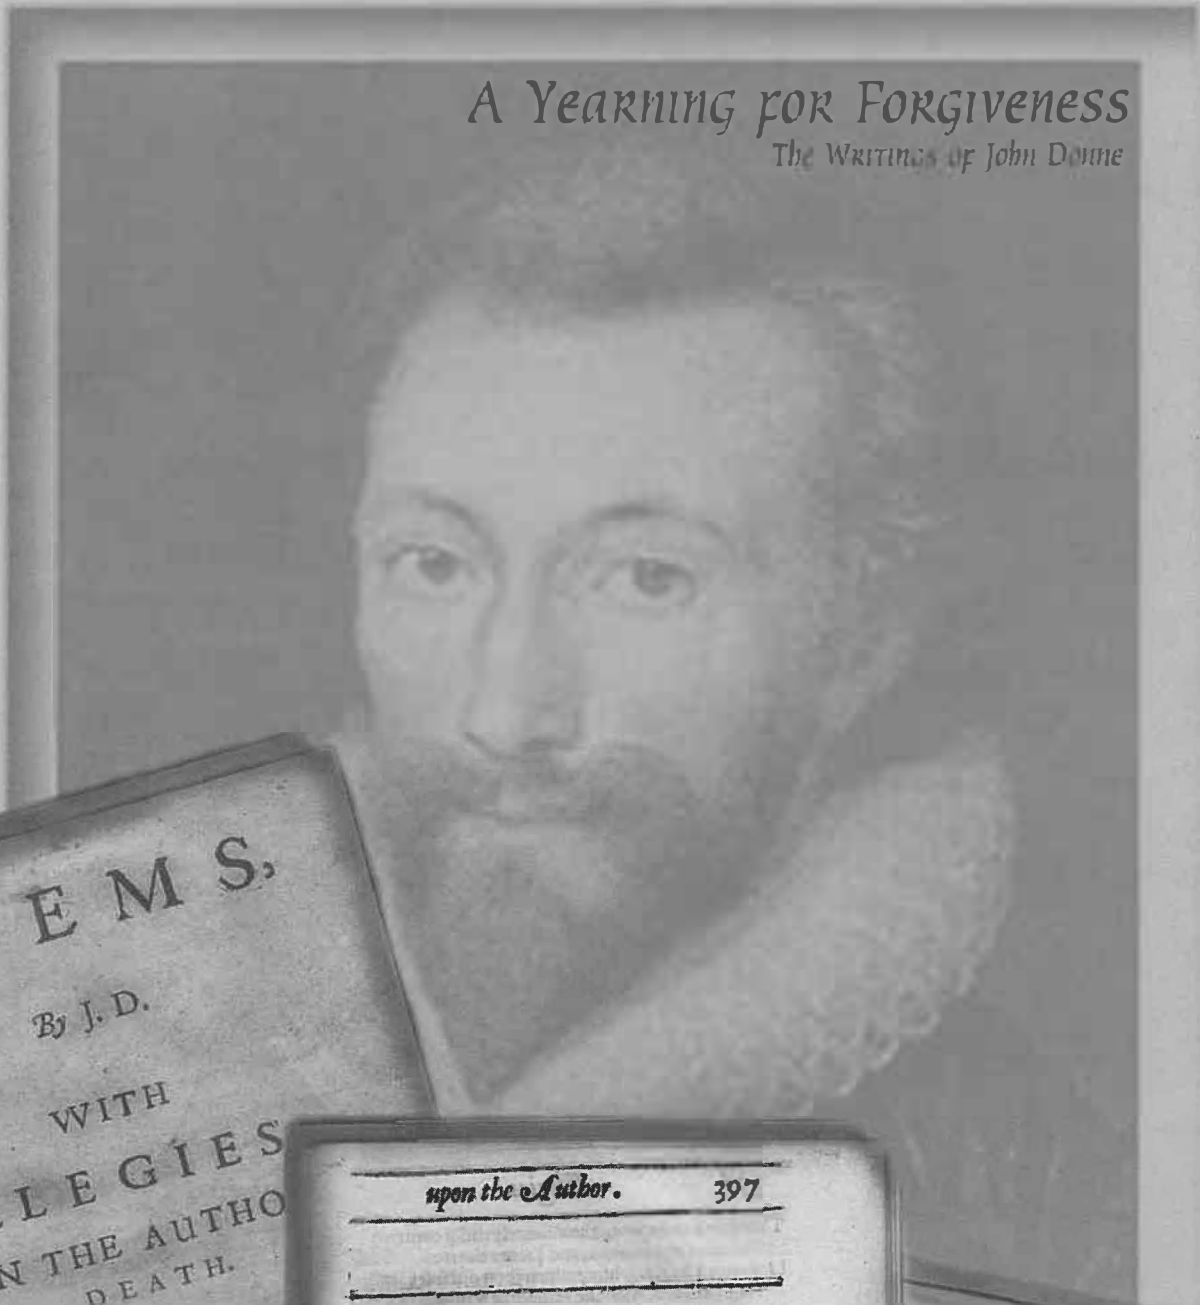 A Yearning for Forgiveness
The Writings of John Donne
EMS,
By J. D.
WITH
LEGIES
N THE AUTHO
DEATH.
upon the Author. 397